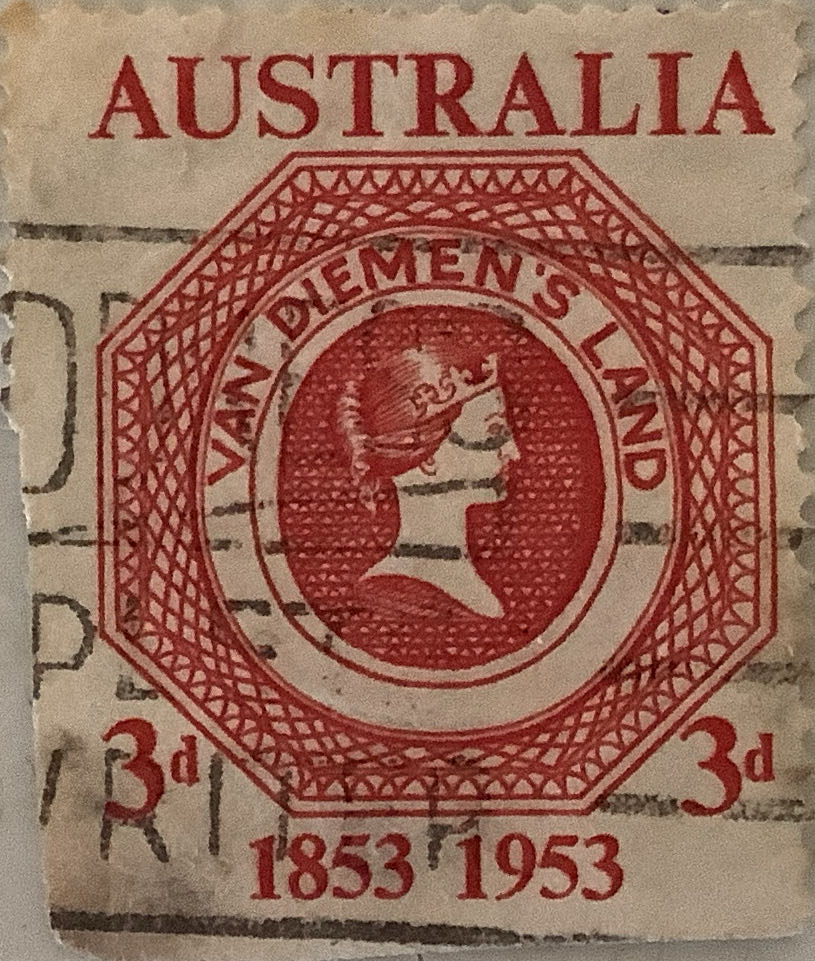 AUSTRALIA
VAN DIEMEN'S LAND
3d 3d
1853 1953